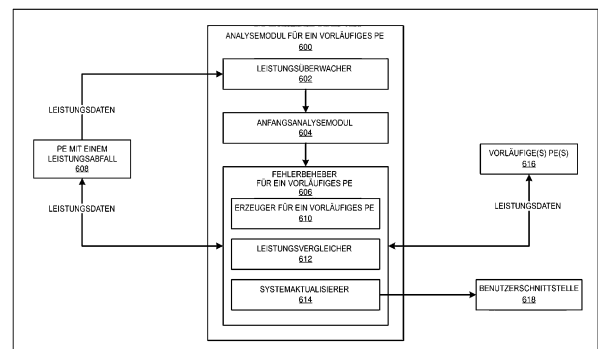 ANALYSEMODUL FÜR EIN VORLÄUFIGES PE
600
LEISTUNGSÜBERWACHER
602
LEISTUNGSDATEN
ANFANGSANALYSEMODUL
604
PE MIT EINEM
LEISTUNGSABFALL
608
LEISTUNGSDATEN
FEHLERBEHEBER
FÜR EIN VORLÄUFIGES PE
606
ERZEUGER FÜR EIN VORLÄUFIGES PE
610
LEISTUNGSVERGLEICHER
612
SYSTEMAKTUALISIERER
614
VORLÄUFIGE(S) PE(S)
616
LEISTUNGSDATEN
BENUTZERSCHNITTSTELLE
618